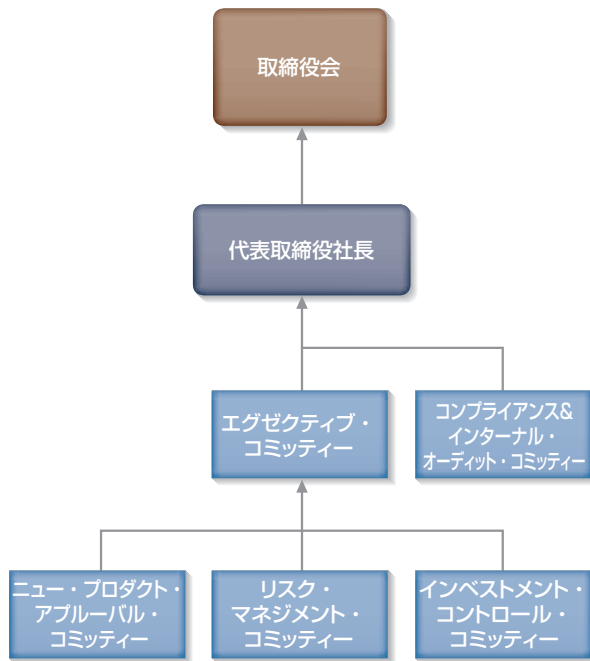 取締役会
代表取締役社長
エグゼクティブ・
コミッティー
コンプライアンス&
インターナル・
オーディット・コミッティー
ニュー・プロダクト・
アプルーバル・
コミッティー
リスク・
マネジメント・
コミッティー
インベストメント・
コントロール・
コミッティー